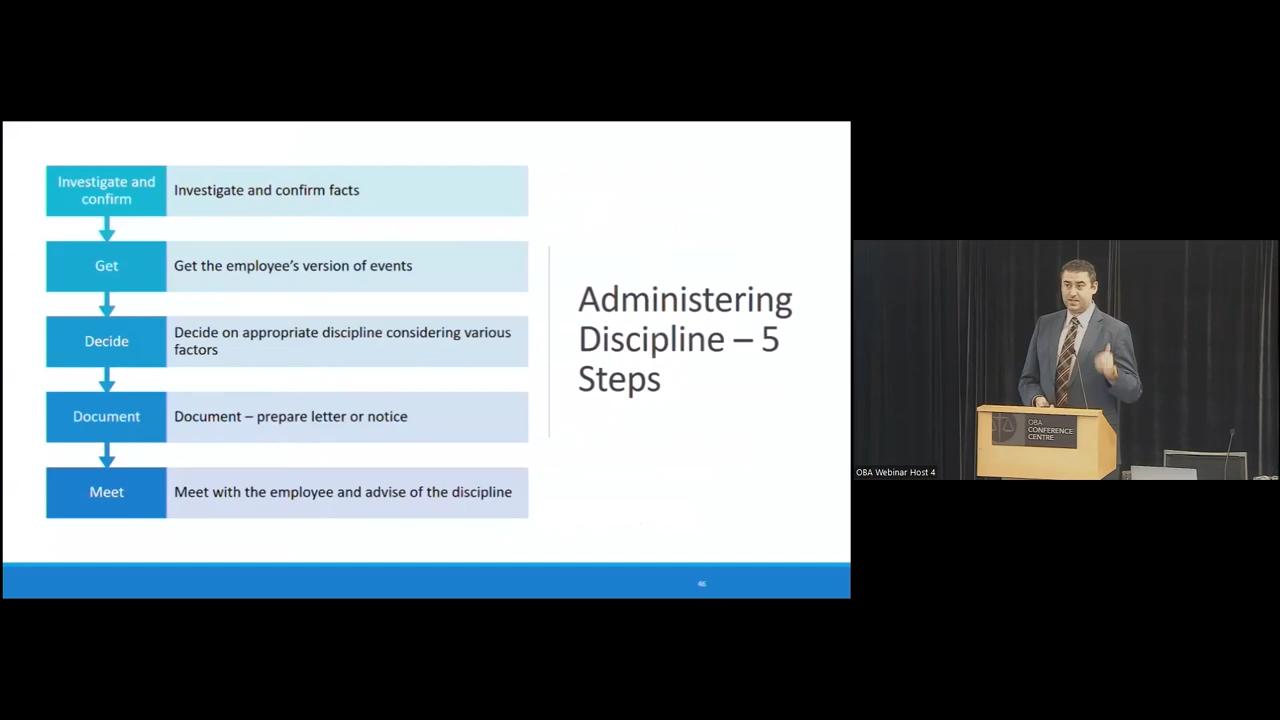 Investigate and
confirm
Investigate and confirm facts
Get
Get the employee's version of events
Decide
Decide on appropriate discipline considering various
factors
Document
Document – prepare letter or notice
Meet
Meet with the employee and advise of the discipline
Administering
Discipline – 5
Steps
46
OBA
CONFERENCE
CENTRE
OBA Webinar Host 4